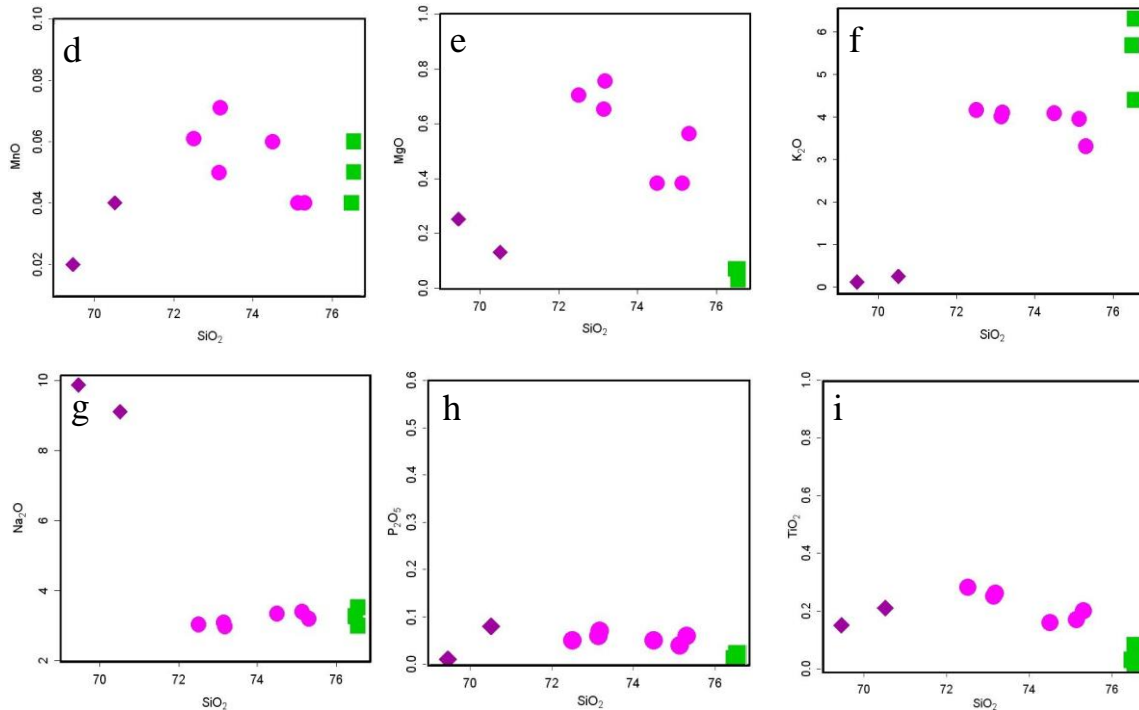 d
MnO
0.10
0.08
0.06
0.04
0.02
70 72 74 76
SiO₂
e
MgO
1.0
0.8
0.6
0.4
0.2
0.0
70 72 74 76
SiO₂
f
K₂O
6
5
4
3
2
1
0
70 72 74 76
SiO₂
g
Na₂O
10
8
6
4
2
70 72 74 76
SiO₂
h
P₂O₅
0.6
0.5
0.4
0.3
0.2
0.1
0.0
70 72 74 76
SiO₂
i
TiO₂
1.0
0.8
0.6
0.4
0.2
0.0
70 72 74 76
SiO₂